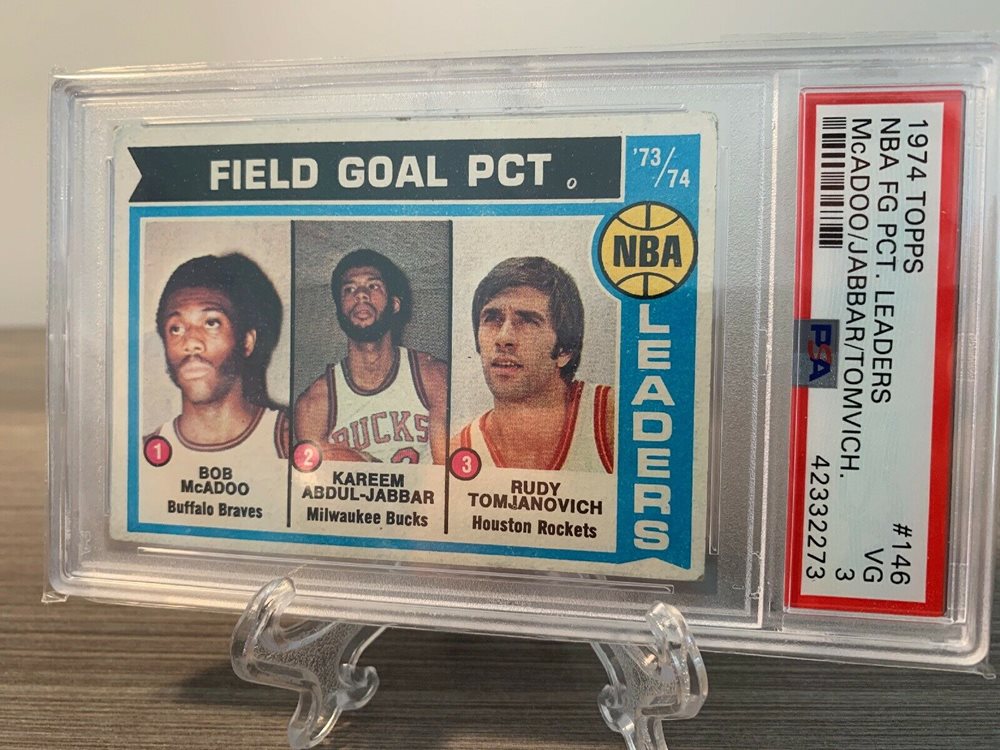 FIELD GOAL PCT.
'73/74
NBA
LEADERS
BUCKS
1
BOB
McADOO
Buffalo Braves
2
KAREEM
ABDUL-JABBAR
Milwaukee Bucks
3
RUDY
TOMJANOVICH
Houston Rockets
1974 TOPPS #146
NBA FG PCT. LEADERS VG
McADOO/JABBAR/TOMVICH. 3
PSA 42332273